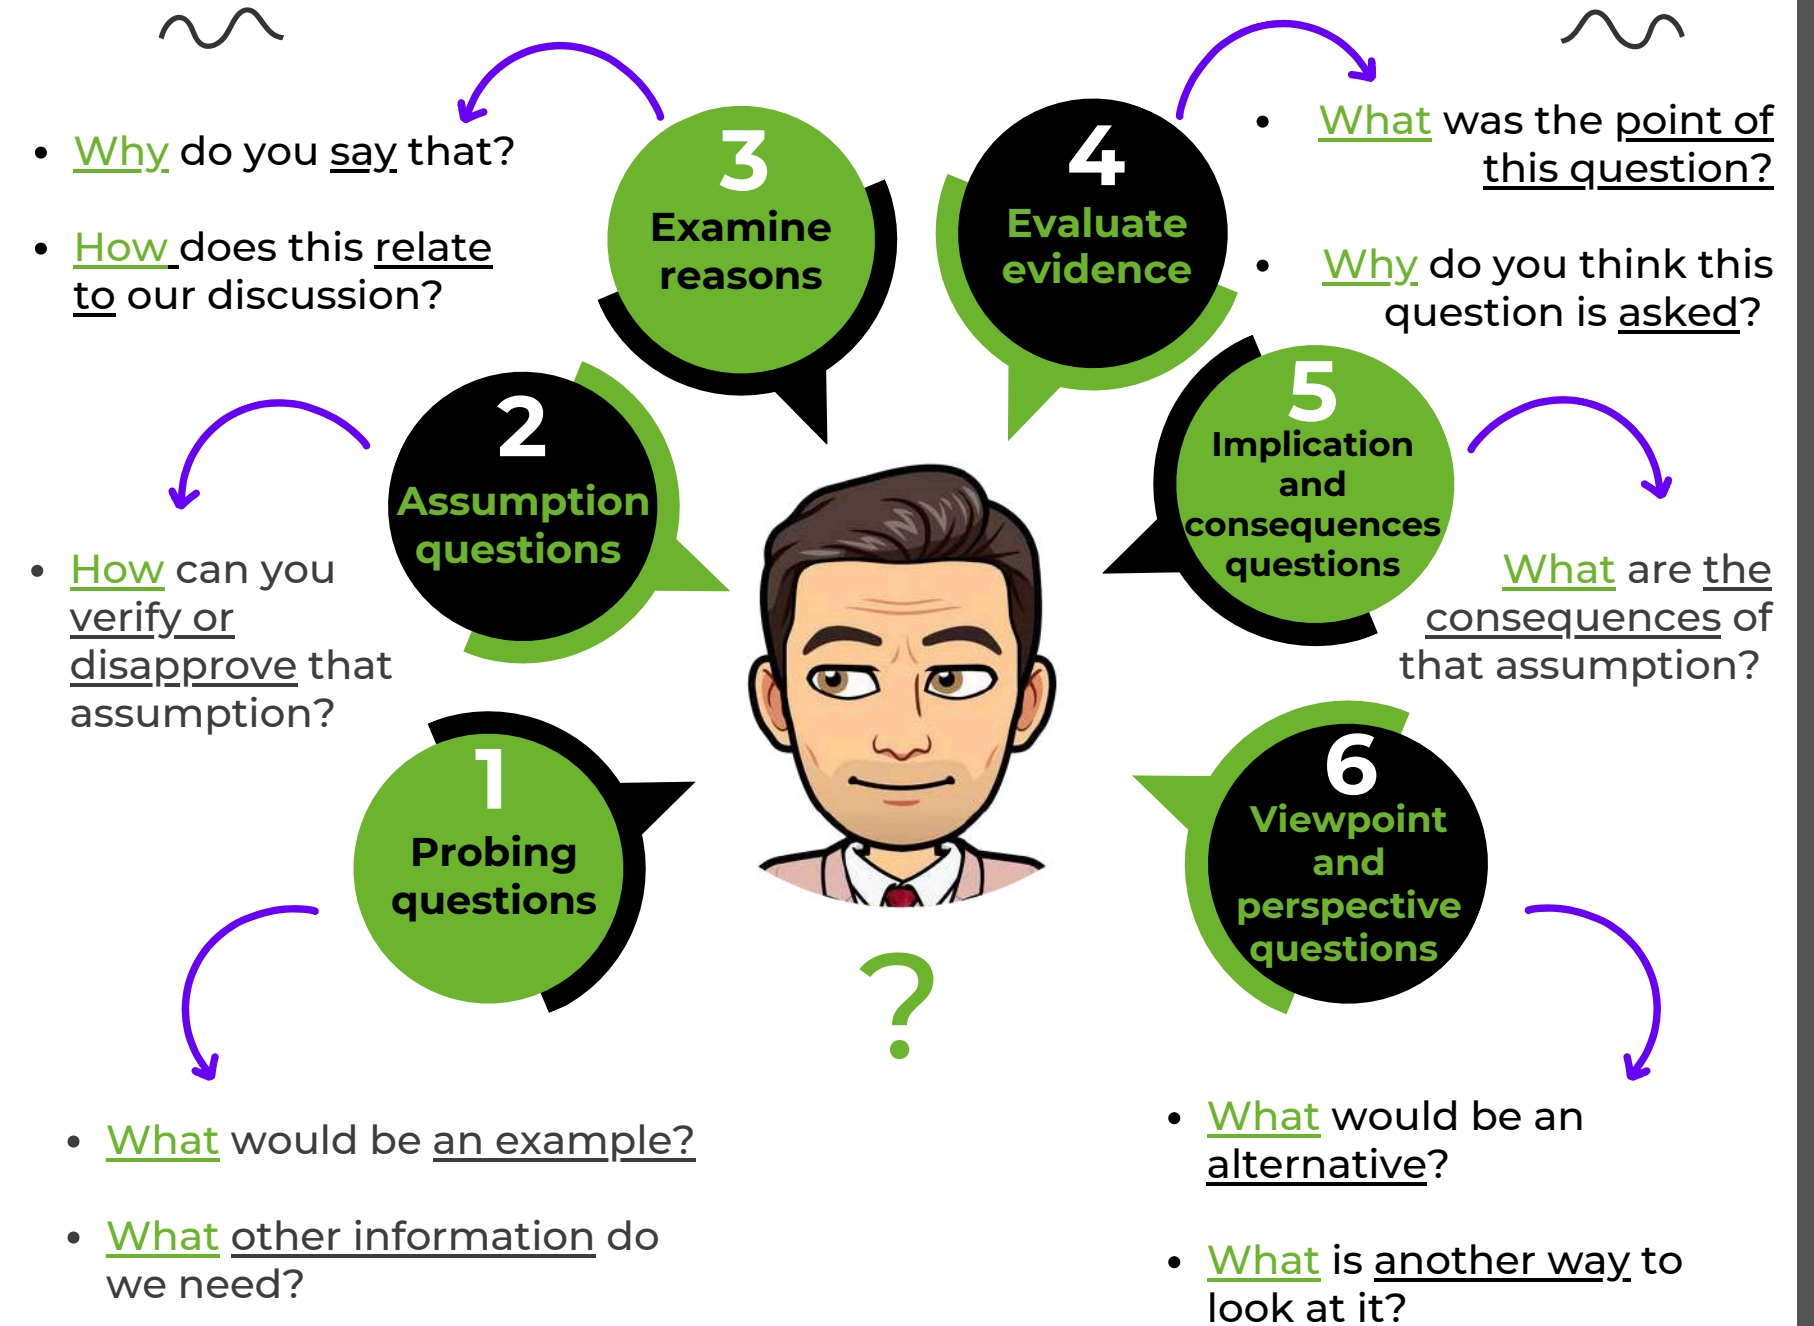 3
Examine
reasons
Why do you say that?
How does this relate
to our discussion?
4
Evaluate
evidence
What was the point of
this question?
Why do you think this
question is asked?
2
Assumption
questions
How can you
verify or
disapprove that
assumption?
5
Implication
and
consequences
questions
What are the
consequences of
that assumption?
1
Probing
questions
What would be an example?
What other information do
we need?
6
Viewpoint
and
perspective
questions
What would be an
alternative?
What is another way to
look at it?
?